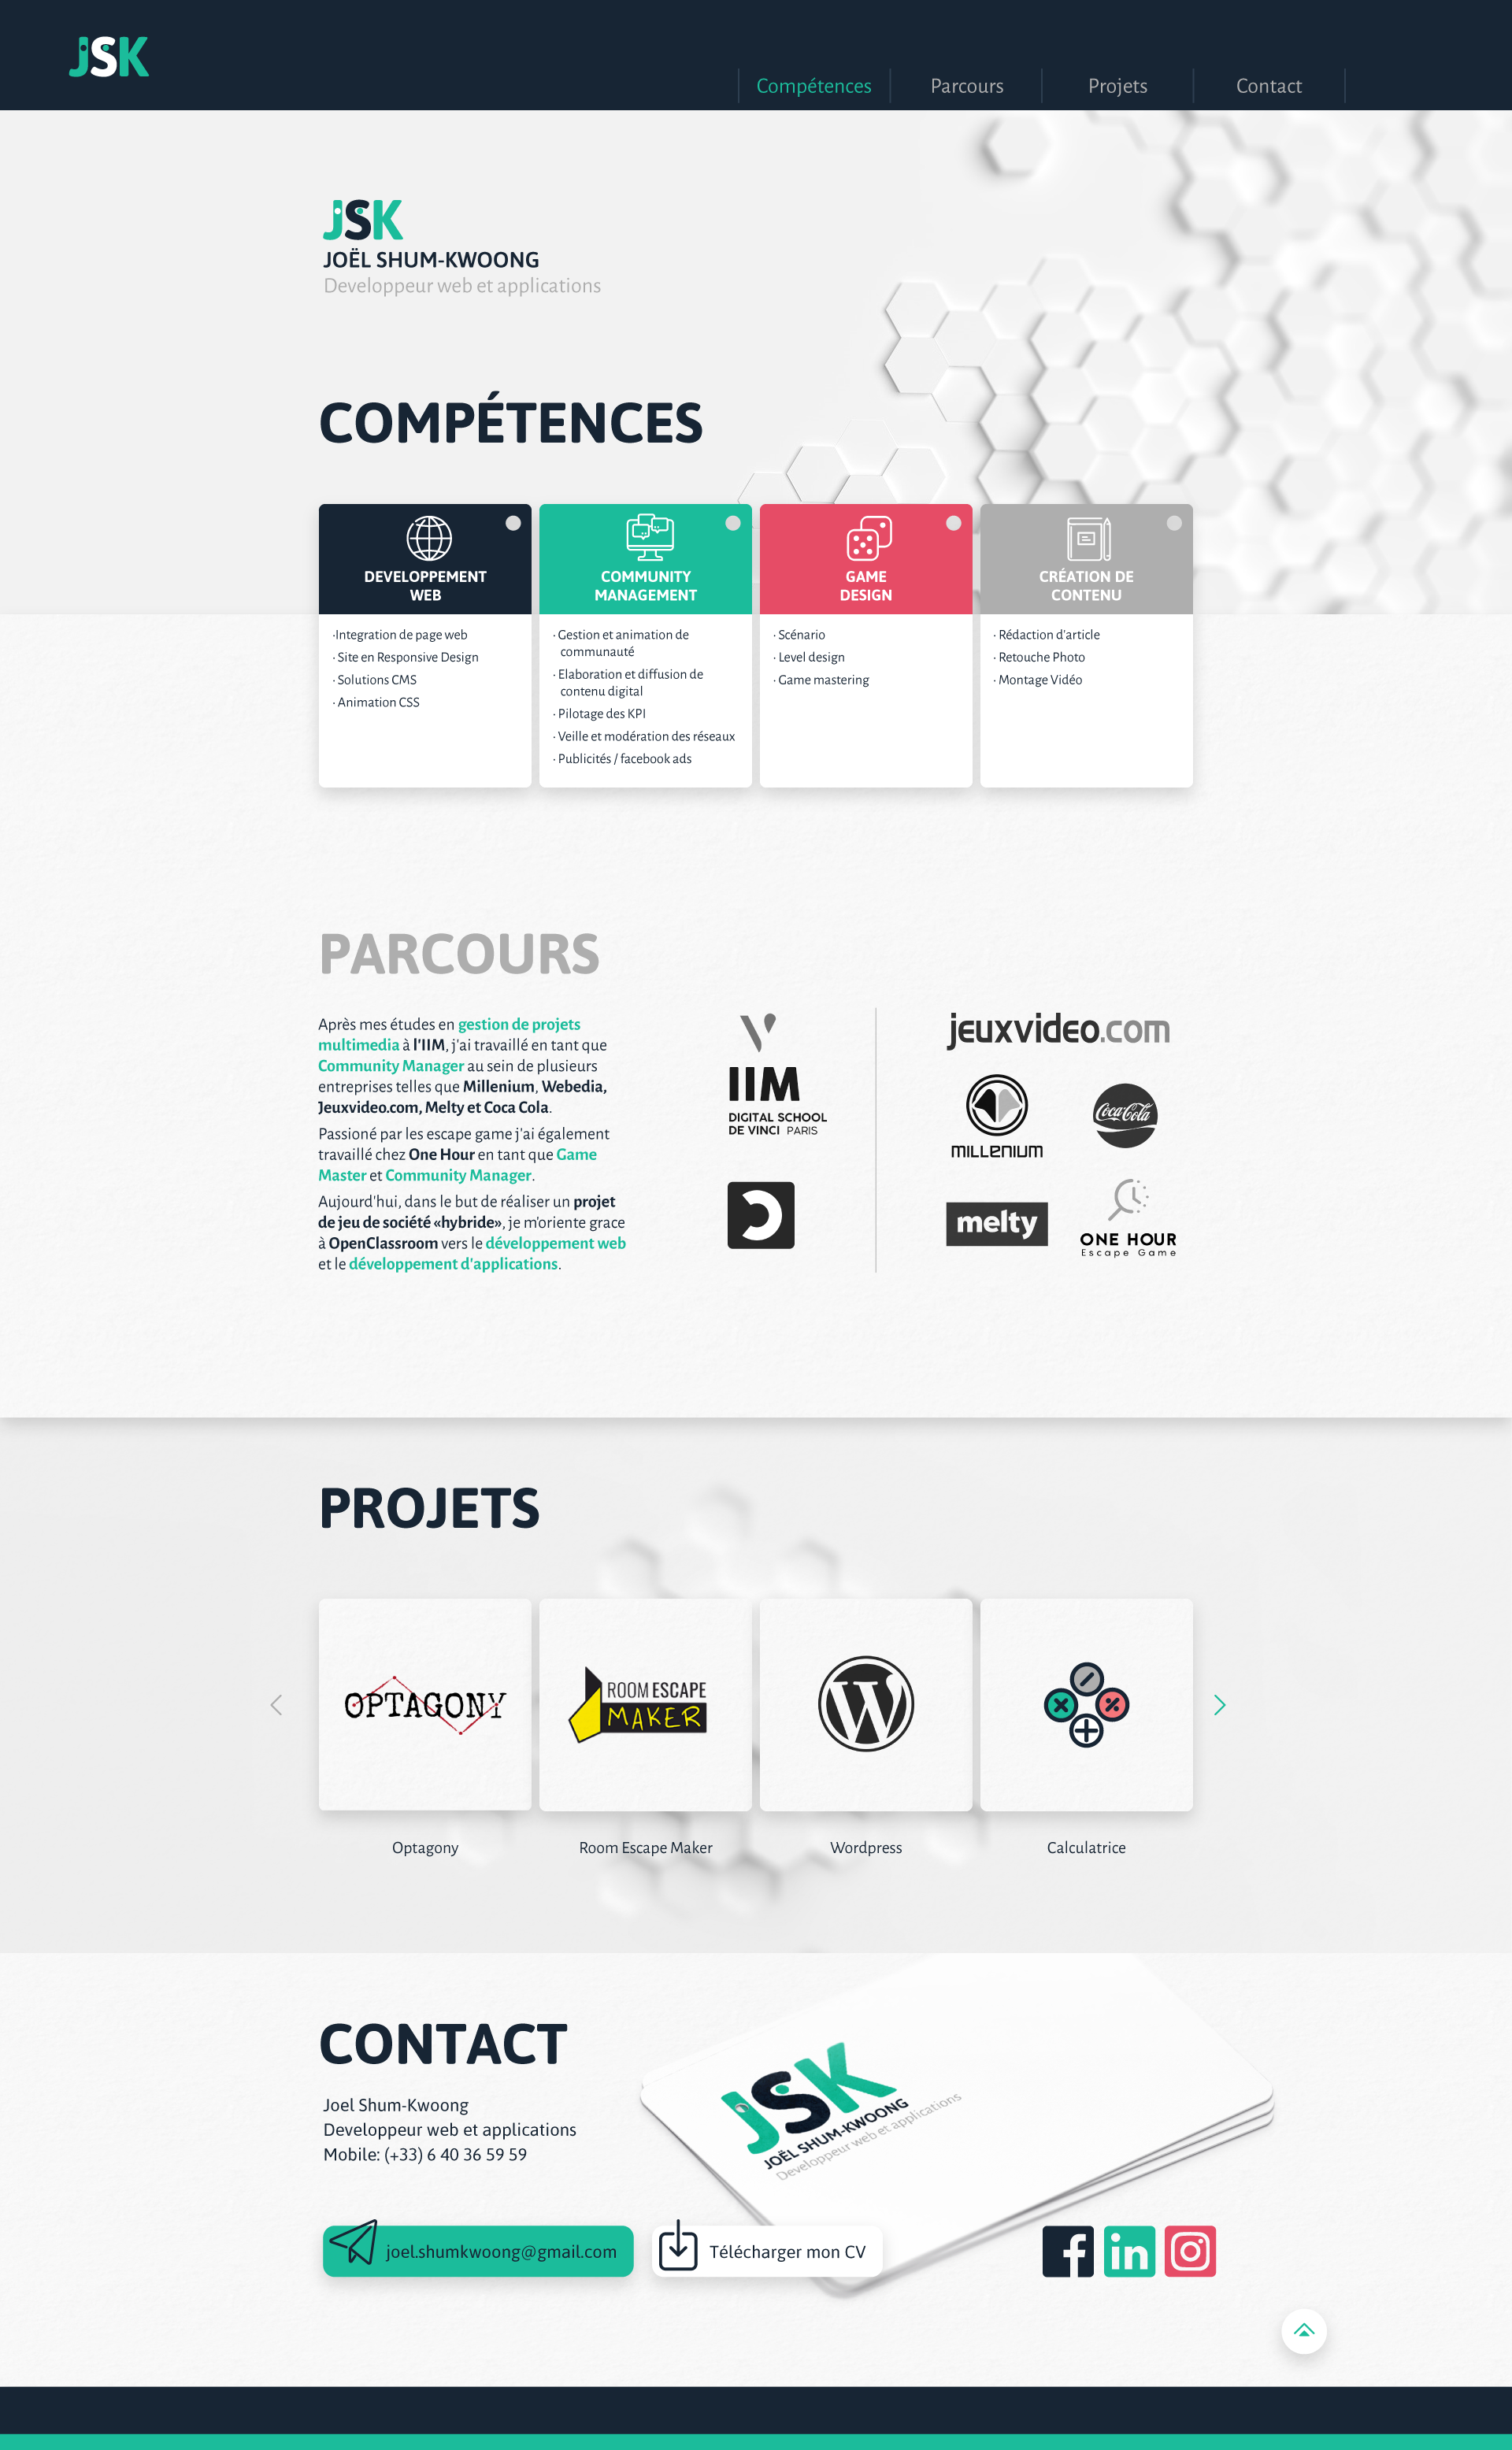 JSK
Compétences
Parcours
Projets
Contact
JSK
JOËL SHUM-KWOONG
Developpeur web et applications
COMPÉTENCES
DEVELOPPEMENT
WEB
·Integration de page web
· Site en Responsive Design
· Solutions CMS
· Animation CSS
COMMUNITY
MANAGEMENT
· Gestion et animation de
communauté
· Elaboration et diffusion de
contenu digital
· Pilotage des KPI
· Veille et modération des réseaux
· Publicités / facebook ads
GAME
DESIGN
· Scénario
· Level design
· Game mastering
CRÉATION DE
CONTENU
· Rédaction d'article
· Retouche Photo
· Montage Vidéo
PARCOURS
Après mes études en gestion de projets
multimedia à l'IIM, j'ai travaillé en tant que
Community Manager au sein de plusieurs
entreprises telles que Millenium, Webedia,
Jeuxvideo.com, Melty et Coca Cola.
Passioné par les escape game j'ai également
travaillé chez One Hour en tant que Game
Master et Community Manager.
Aujourd'hui, dans le but de réaliser un projet
de jeu de société «hybride», je m'oriente grace
à OpenClassroom vers le développement web
et le développement d'applications.
IIM
DIGITAL SCHOOL
DE VINCI PARIS
jeuxvideo.com
MILLENIUM
Coca-Cola
melty
ONE HOUR
Escape Game
PROJETS
OPTAGONY
ROOM ESCAPE
MAKER
W
Optagony
Room Escape Maker
Wordpress
Calculatrice
CONTACT
Joel Shum-Kwoong
Developpeur web et applications
Mobile: (+33) 6 40 36 59 59
JSK
JOËL SHUM-KWOONG
Developpeur web et applications
joel.shumkwoong@gmail.com
Télécharger mon CV
f
in